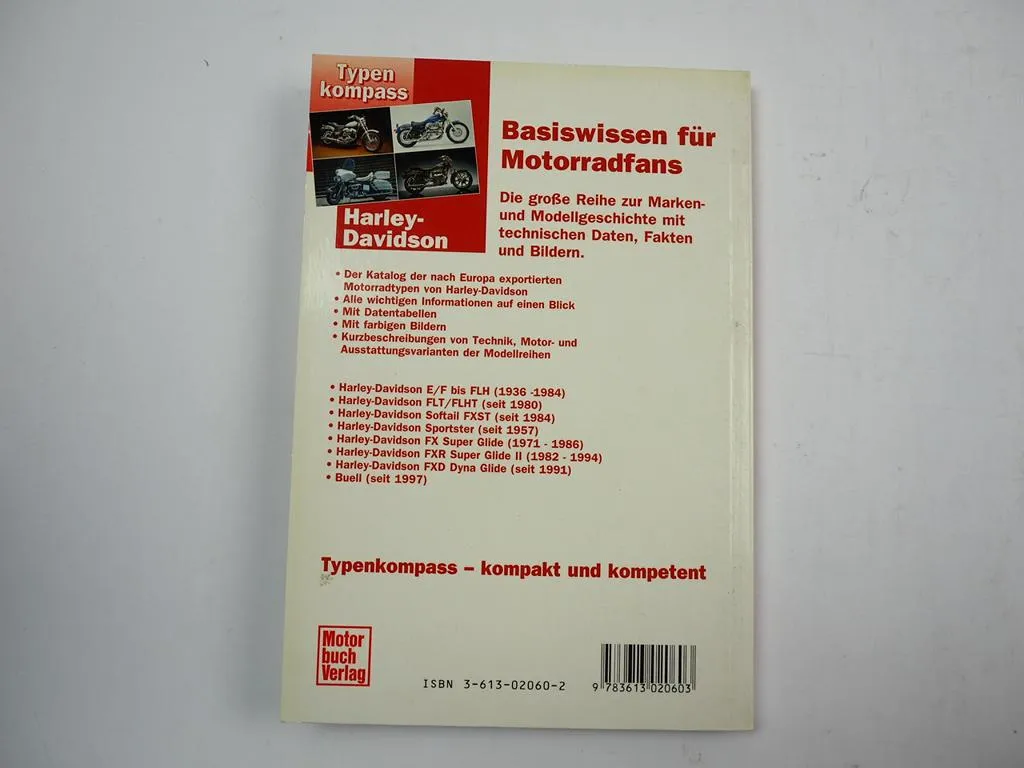 Typen
kompass
Harley-
Davidson
Basiswissen für
Motorradfans
Die große Reihe zur Marken-
und Modellgeschichte mit
technischen Daten, Fakten
und Bildern.
• Der Katalog der nach Europa exportierten
Motorradtypen von Harley-Davidson
• Alle wichtigen Informationen auf einen Blick
• Mit Datentabellen
• Mit farbigen Bildern
• Kurzbeschreibungen von Technik, Motor- und
Ausstattungsvarianten der Modellreihen
• Harley-Davidson E/F bis FLH (1936 -1984)
• Harley-Davidson FLT/FLHT (seit 1980)
• Harley-Davidson Softail FXST (seit 1984)
• Harley-Davidson Sportster (seit 1957)
• Harley-Davidson FX Super Glide (1971 - 1986)
• Harley-Davidson FXR Super Glide II (1982 - 1994)
• Harley-Davidson FXD Dyna Glide (seit 1991)
• Buell (seit 1997)
Typenkompass – kompakt und kompetent
Motor
buch
Verlag
ISBN 3-613-02060-2
9 783613 020603